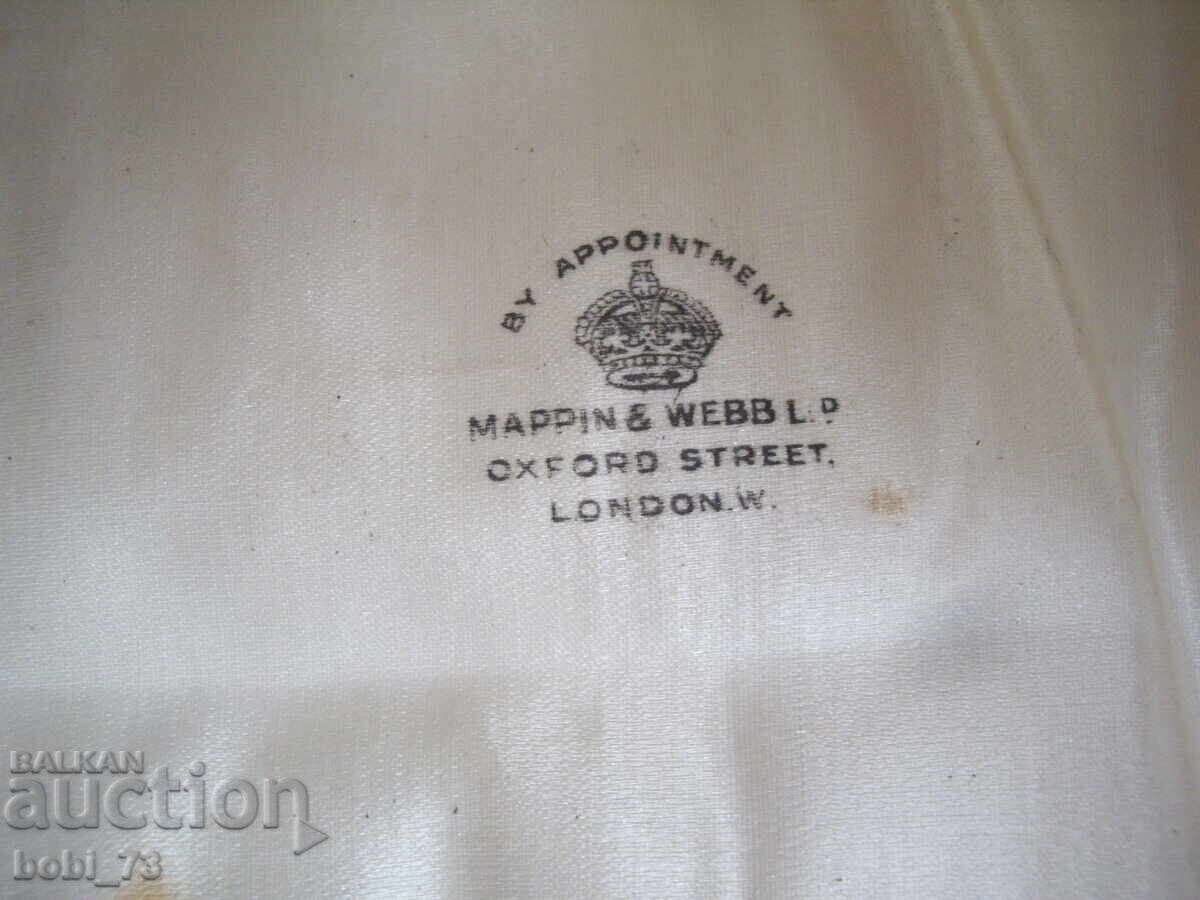 BY APPOINTMENT
MAPPIN & WEBB LD
OXFORD STREET.
LONDON.W.
BALKAN
auction
bobi_73